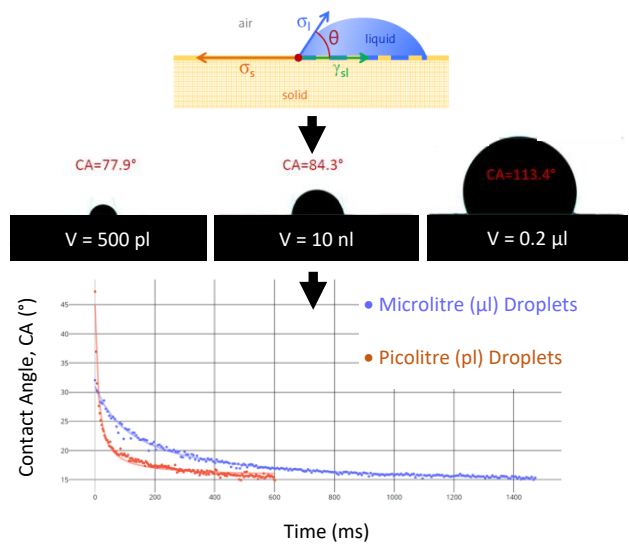 air
σl
θ
liquid
σs
γsl
solid
CA=77.9°
CA=84.3°
CA=113.4°
V = 500 pl
V = 10 nl
V = 0.2 µl
Contact Angle, CA (°)
45
40
35
30
25
20
15
0
200
400
600
800
1000
1200
1400
Microlitre (µl) Droplets
Picolitre (pl) Droplets
Time (ms)